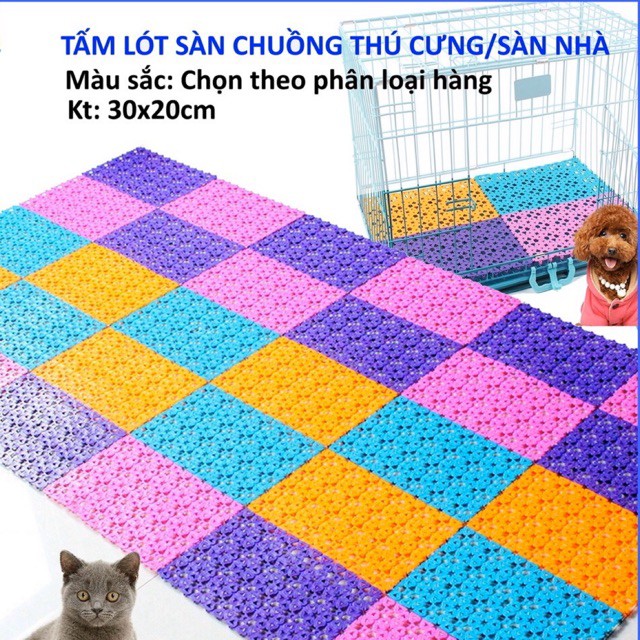 TẤM LÓT SÀN CHUỒNG THÚ CƯNG/SÀN NHÀ
Màu sắc: Chọn theo phân loại hàng
Kt: 30x20cm